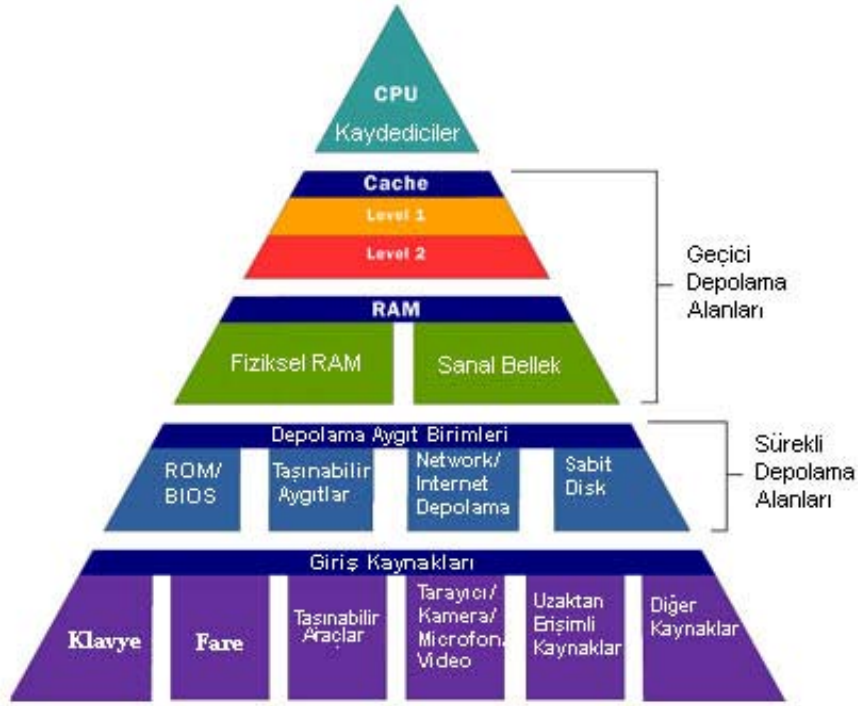 CPU
Kaydediciler
Cache
Level 1
Level 2
RAM
Fiziksel RAM
Sanal Bellek
Geçici
Depolama
Alanları
Depolama Aygıt Birimleri
ROM/
BIOS
Taşınabilir
Aygıtlar
Network/
Internet
Depolama
Sabit
Disk
Sürekli
Depolama
Alanları
Giriş Kaynakları
Klavye
Fare
Taşınabilir
Araçlar
Tarayıcı/
Kamera/
Microfon/
Video
Uzaktan
Erişimli
Kaynaklar
Diğer
Kaynaklar